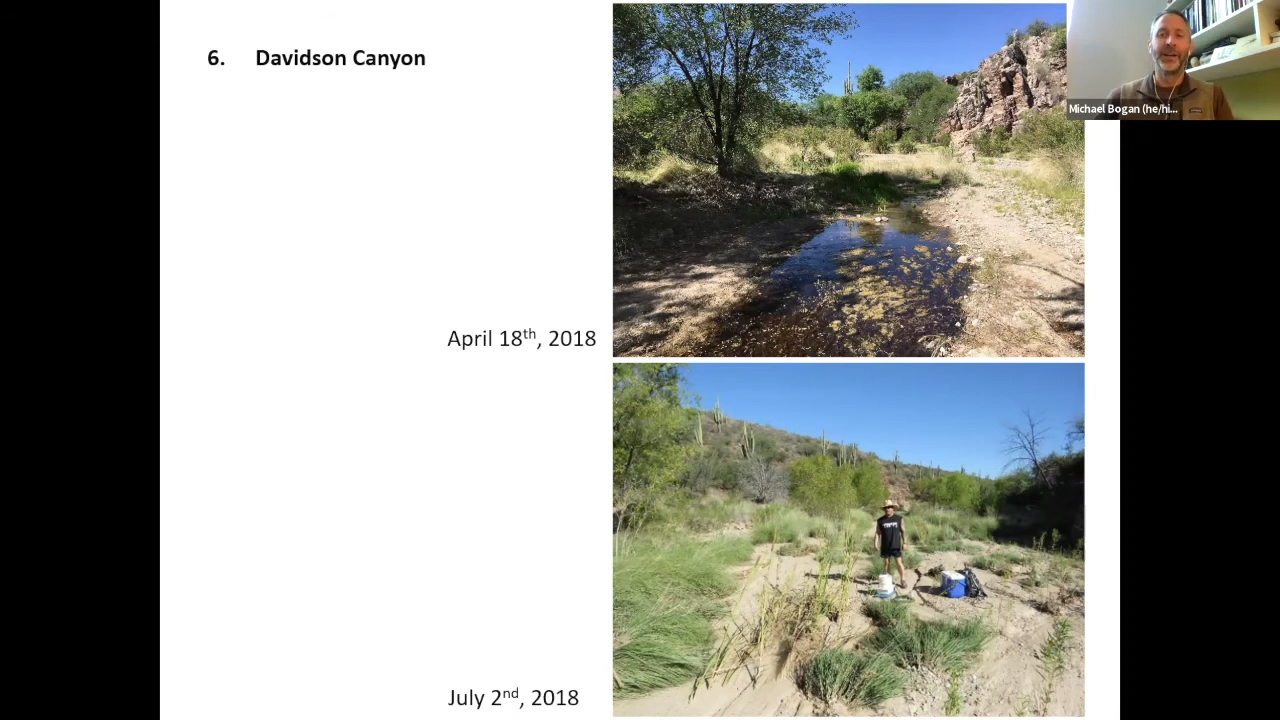 6. Davidson Canyon
Michael Bogan (he/hi...
April 18th, 2018
July 2nd, 2018